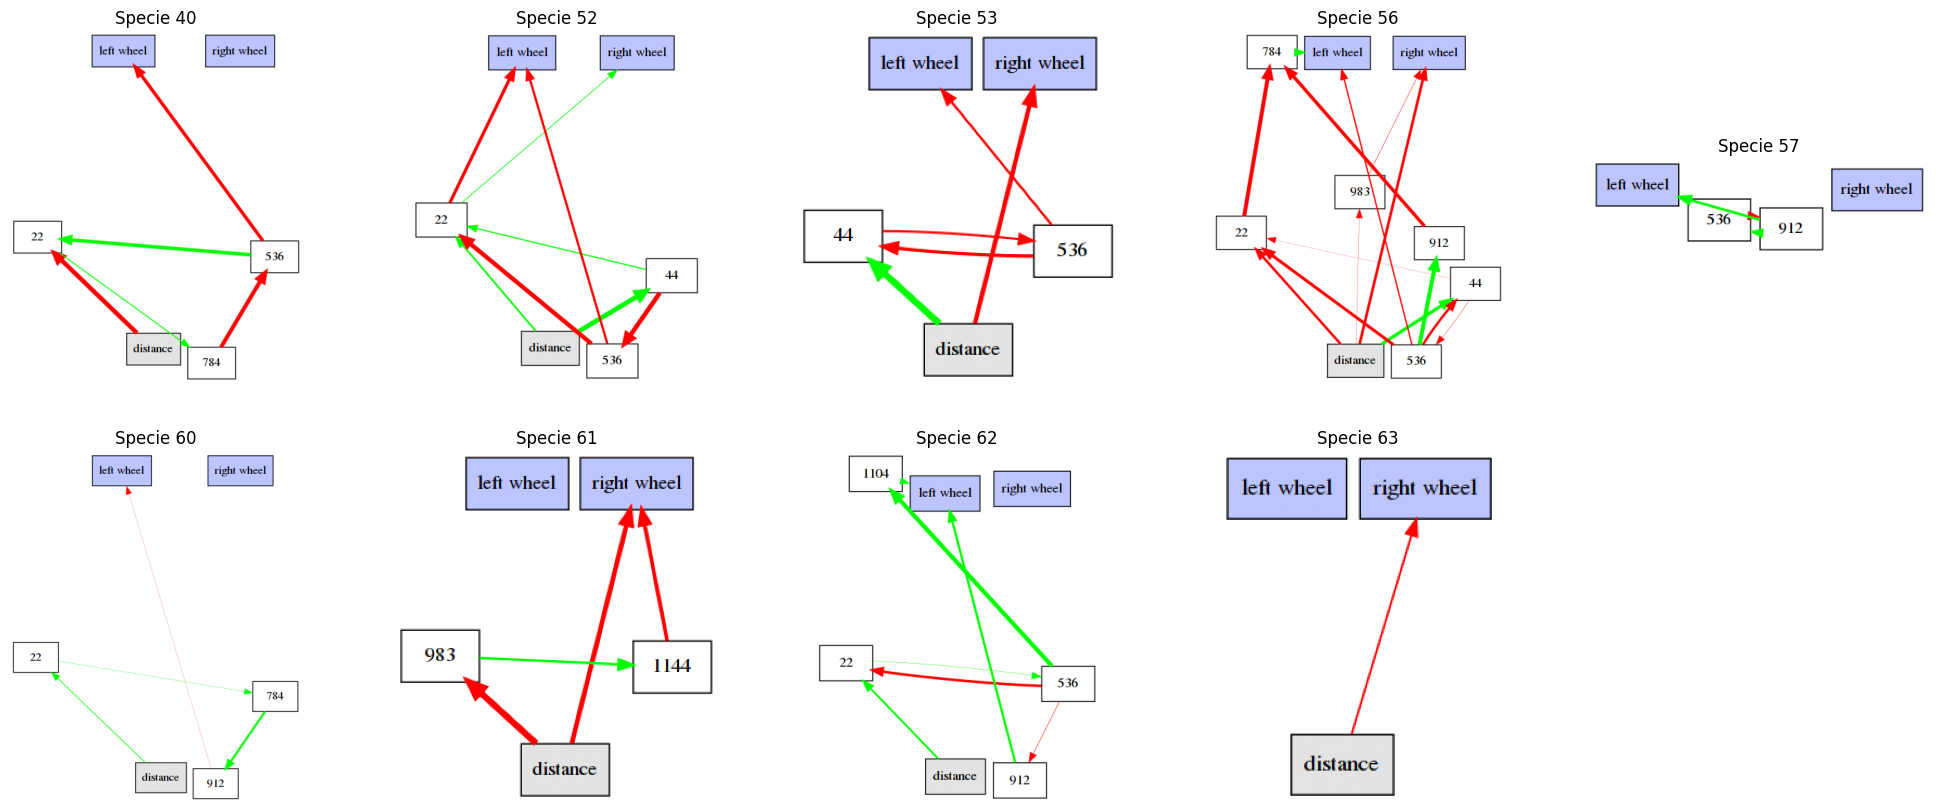 Specie 40
left wheel
right wheel
22
536
distance
784
Specie 52
left wheel
right wheel
22
44
distance
536
Specie 53
left wheel
right wheel
44
536
distance
Specie 56
784
left wheel
right wheel
983
22
912
44
distance
536
Specie 57
left wheel
right wheel
536
912
Specie 60
left wheel
right wheel
22
784
distance
912
Specie 61
left wheel
right wheel
983
1144
distance
Specie 62
1104
left wheel
right wheel
22
536
distance
912
Specie 63
left wheel
right wheel
distance